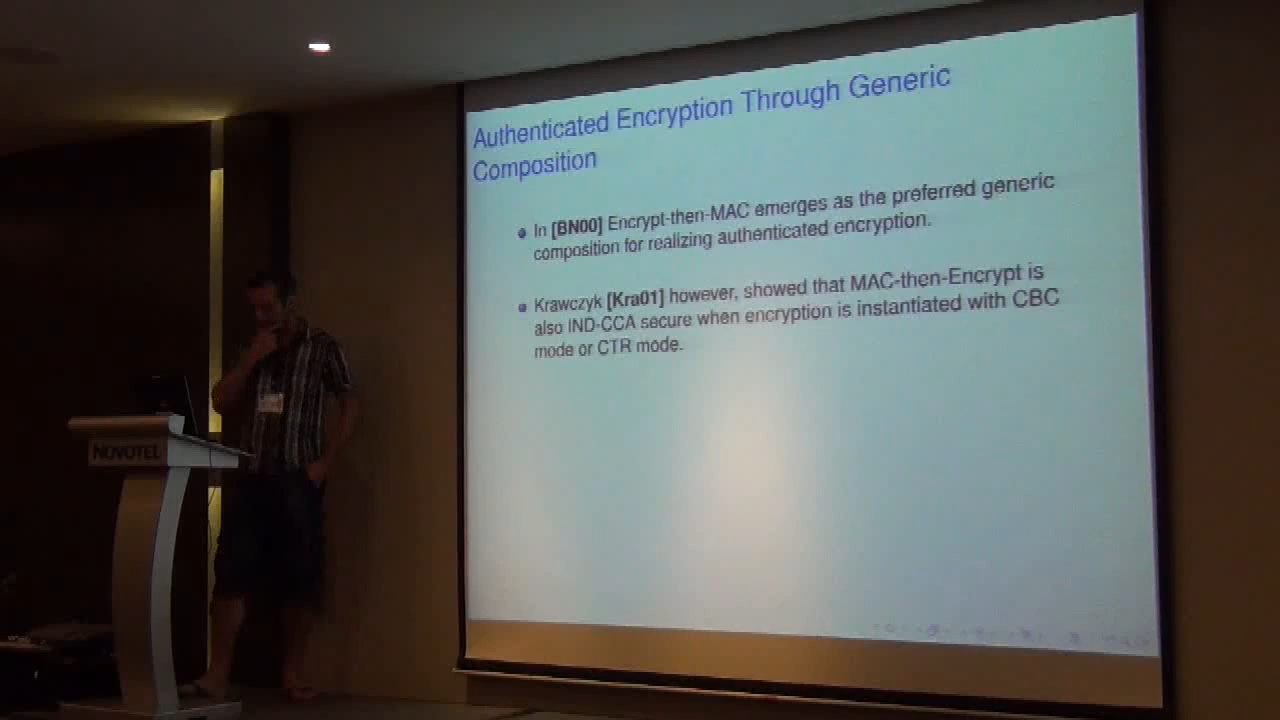 Authenticated Encryption Through Generic
Composition
In [BN00] Encrypt-then-MAC emerges as the preferred generic
composition for realizing authenticated encryption.
Krawczyk [Kra01] however, showed that MAC-then-Encrypt is
also IND-CCA secure when encryption is instantiated with CBC
mode or CTR mode.
NOVOTEL